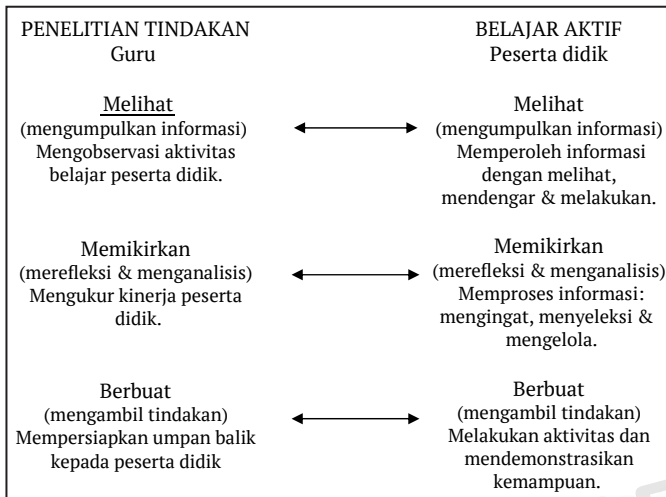 PENELITIAN TINDAKAN
Guru
Melihat
(mengumpulkan informasi)
Mengobservasi aktivitas
belajar peserta didik.
Memikirkan
(merefleksi & menganalisis)
Mengukur kinerja peserta
didik.
Berbuat
(mengambil tindakan)
Mempersiapkan umpan balik
kepada peserta didik
BELAJAR AKTIF
Peserta didik
Melihat
(mengumpulkan informasi)
Memperoleh informasi
dengan melihat,
mendengar & melakukan.
Memikirkan
(merefleksi & menganalisis)
Memproses informasi:
mengingat, menyeleksi &
mengelola.
Berbuat
(mengambil tindakan)
Melakukan aktivitas dan
mendemonstrasikan
kemampuan.